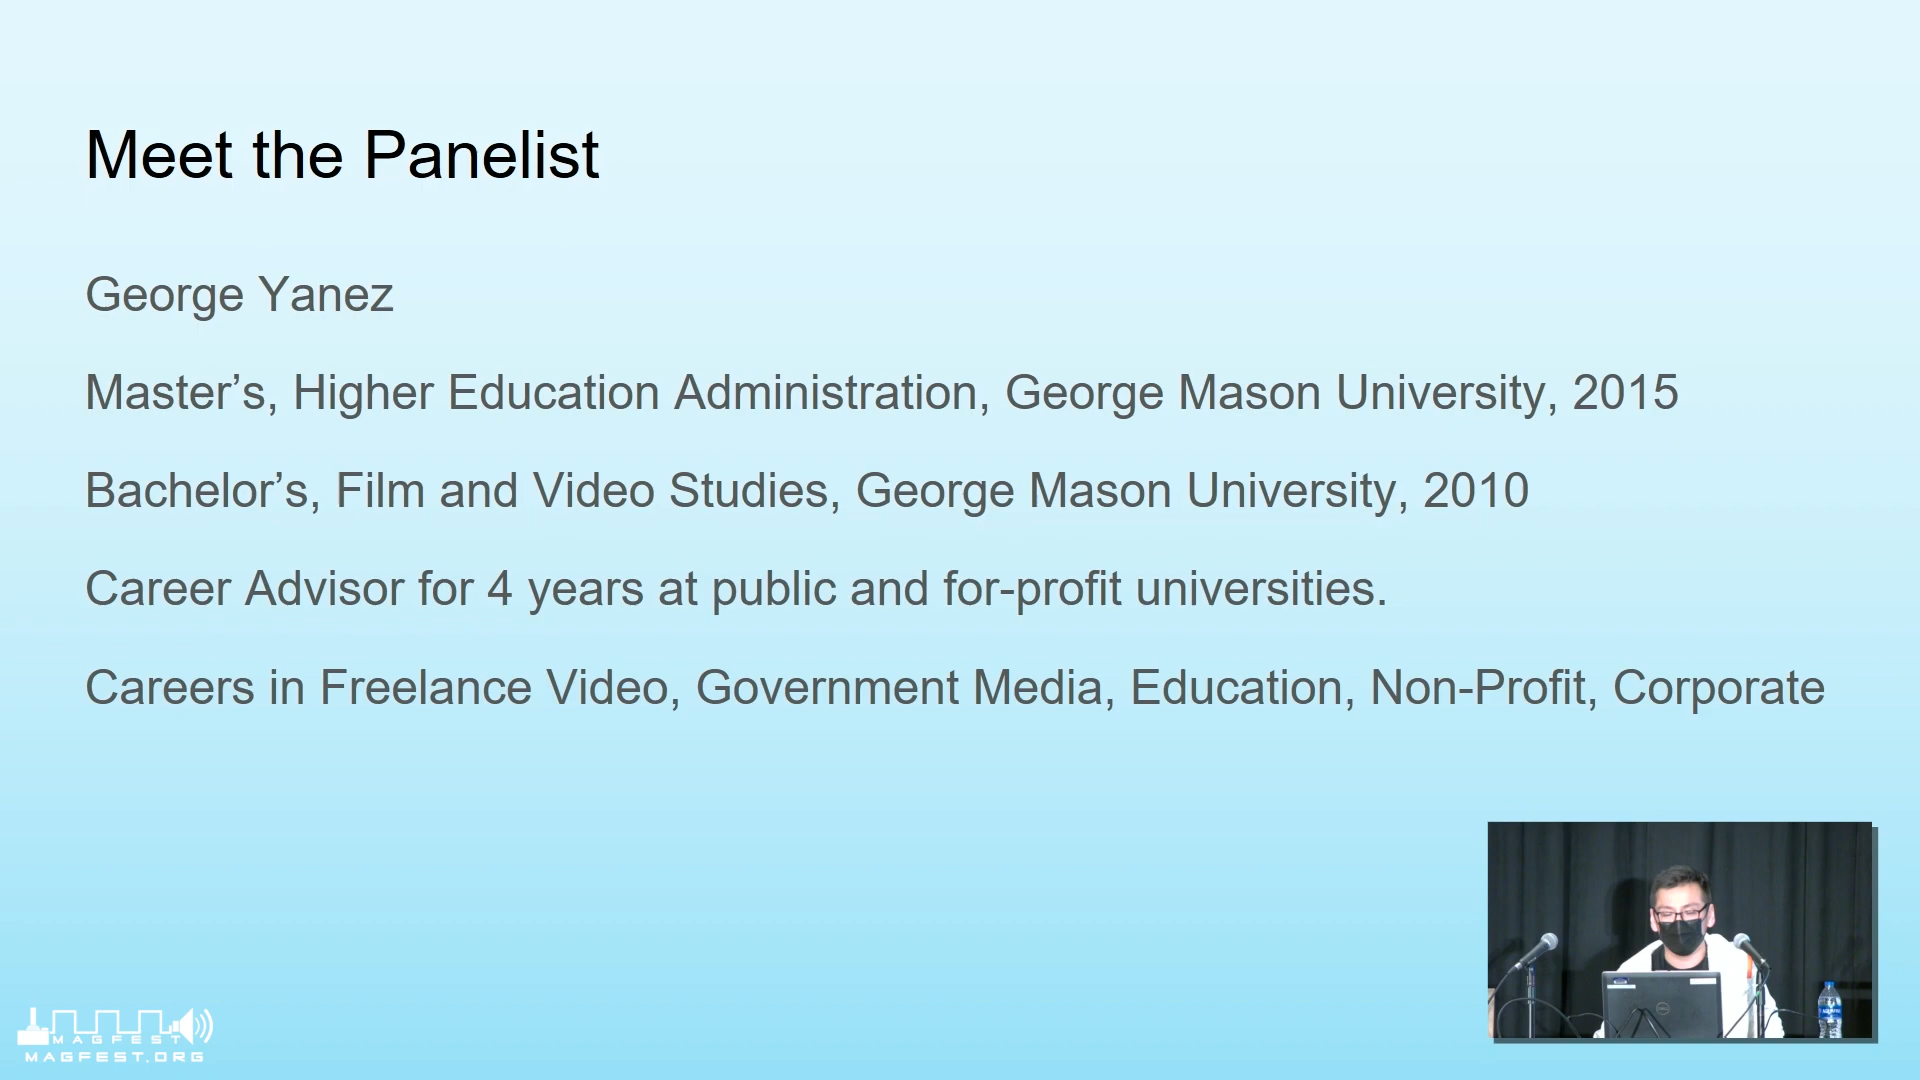 Meet the Panelist
George Yanez
Master’s, Higher Education Administration, George Mason University, 2015
Bachelor’s, Film and Video Studies, George Mason University, 2010
Career Advisor for 4 years at public and for-profit universities.
Careers in Freelance Video, Government Media, Education, Non-Profit, Corporate
MAGFEST
MAGFEST.ORG